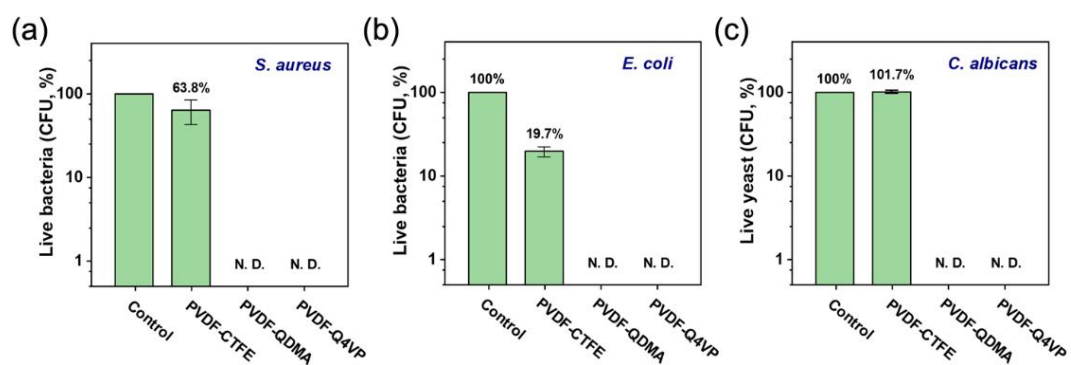 (a)
Live bacteria (CFU, %)
100
10
1
S. aureus
63.8%
N. D.
N. D.
Control
PVDF-CTFE
PVDF-QDMA
PVDF-Q4VP
(b)
Live bacteria (CFU, %)
100
10
1
E. coli
100%
19.7%
N. D.
N. D.
Control
PVDF-CTFE
PVDF-QDMA
PVDF-Q4VP
(c)
Live yeast (CFU, %)
100
10
1
C. albicans
100%
101.7%
N. D.
N. D.
Control
PVDF-CTFE
PVDF-QDMA
PVDF-Q4VP